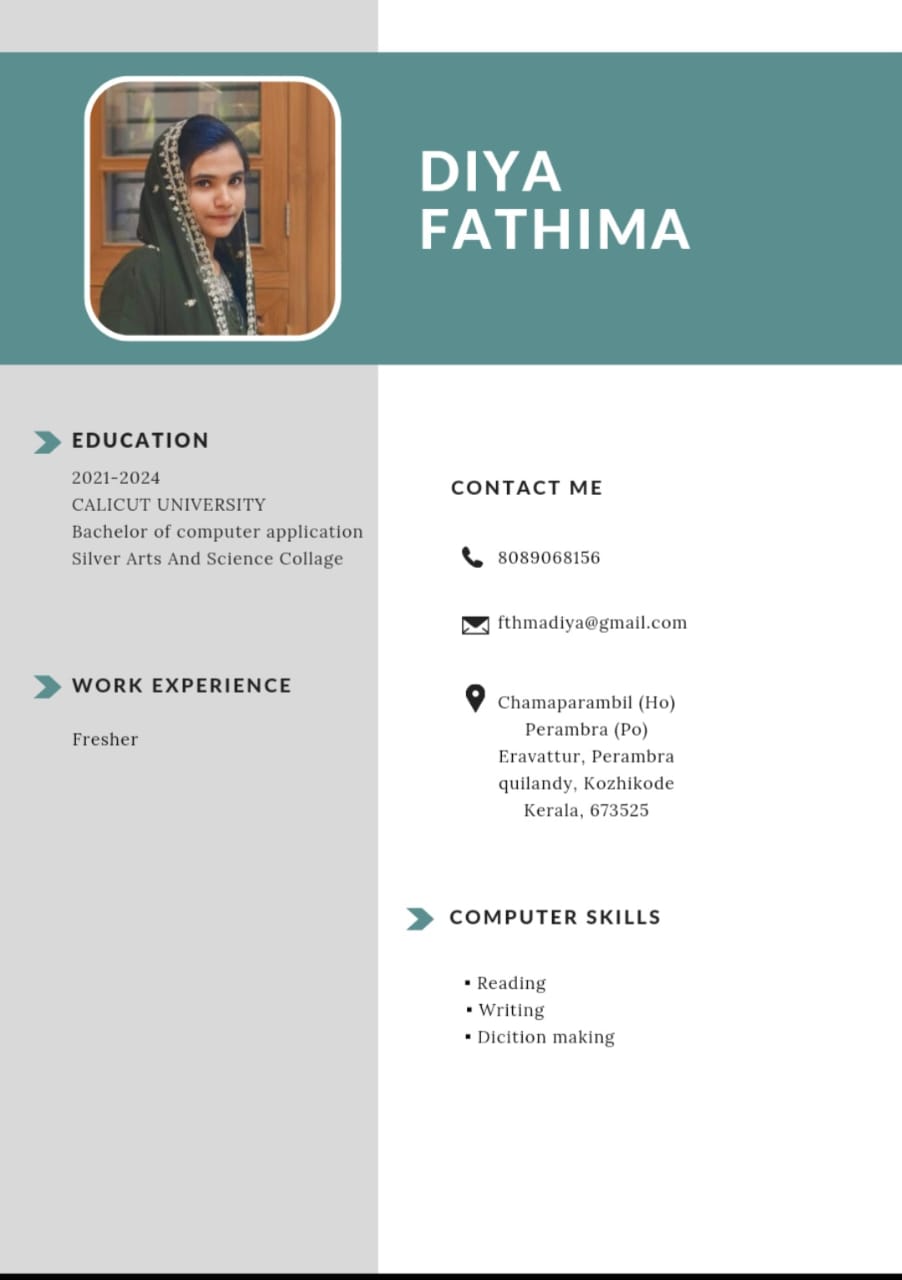 DIYA
FATHIMA
EDUCATION
2021-2024
CALICUT UNIVERSITY
Bachelor of computer application
Silver Arts And Science Collage
WORK EXPERIENCE
Fresher
CONTACT ME
8089068156
fthmadiya@gmail.com
Chamaparambil (Ho)
Perambra (Po)
Eravattur, Perambra
quilandy, Kozhikode
Kerala, 673525
COMPUTER SKILLS
▪ Reading
▪ Writing
▪ Dicition making